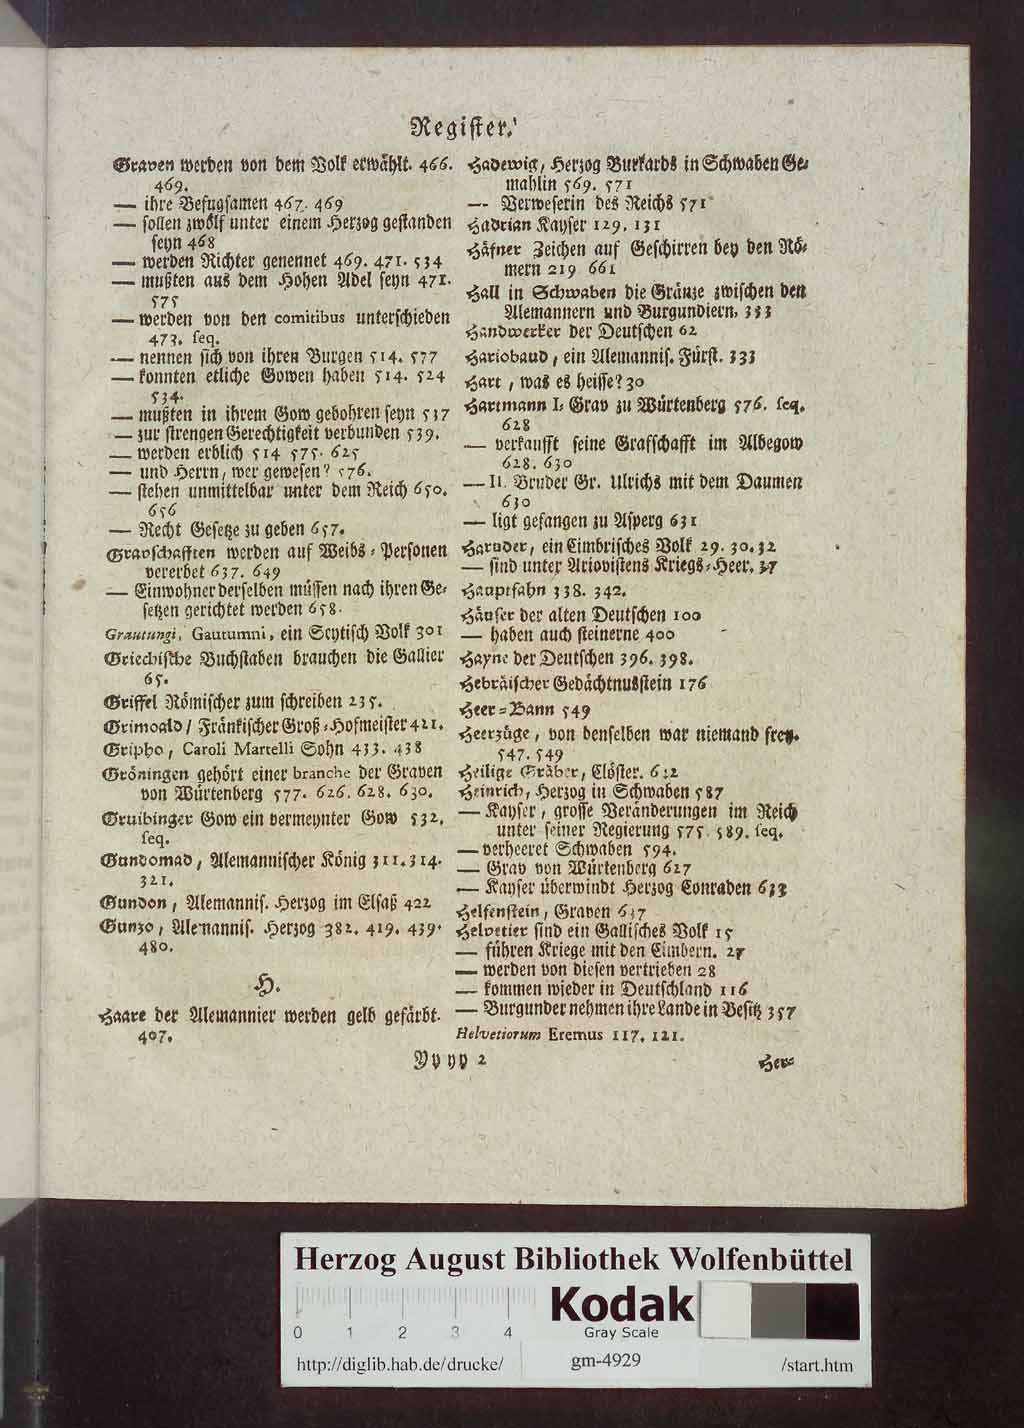 Register.
Graven werden von dem Volk erwählt. 466.
469.
— ihre Befugsamen 467. 469
— sollen zwölf unter einem Herzog gestanden
seyn 468
— werden Richter genennet 469. 471. 534
— mußten aus dem Hohen Adel seyn 471.
575
— werden von den comitibus unterschieden
473. seq.
— nennen sich von ihren Burgen 514. 577
— konnten etliche Gowen haben 514. 524
534.
— mußten in ihrem Gow gebohren seyn 537
— zur strengen Gerechtigkeit verbunden 539.
— werden erblich 514 575. 625
— und Herrn, wer gewesen? 576.
— stehen unmittelbar unter dem Reich 650.
656
— Recht Gesetze zu geben 657.
Gravschafften werden auf Weibs-Personen
vererbet 637. 649
— Einwohner derselben müssen nach ihren Ge-
setzen gerichtet werden 658.
Grautungi, Gautumni, ein Scytisch Volk 301
Griechische Buchstaben brauchen die Gallier
65.
Griffel Römischer zum schreiben 235.
Grimoald/ Fränkischer Groß-Hofmeister 421.
Gripho, Caroli Martelli Sohn 433. 438
Gröningen gehört einer branche der Graven
von Würtenberg 577. 626. 628. 630.
Gruibinger Gow ein vermeynter Gow 532.
seq.
Gundomad, Alemannischer König 311. 314.
321.
Gundon, Alemannis. Herzog im Elsaß 422
Gunzo, Alemannis. Herzog 382. 419. 439.
480.
H.
Haare der Alemannier werden gelb gefärbt.
407.
Hadewig, Herzog Burkards in Schwaben Ge-
mahlin 569. 571
— Verweserin des Reichs 571
Hadrian Kayser 129. 131
Häfner Zeichen auf Geschirren bey den Rö-
mern 219 661
Hall in Schwaben die Gränze zwischen den
Alemannern und Burgundiern, 333
Handwerker der Deutschen 62
Hariobaud, ein Alemannis. Fürst. 333
Hart, was es heisse? 30
Hartmann I. Grav zu Würtenberg 576. seq.
628
— verkaufft seine Grafschafft im Albegow
628. 630
— II. Bruder Gr. Ulrichs mit dem Daumen
630
— ligt gefangen zu Asperg 631
Haruder, ein Cimbrisches Volk 29. 30. 32
— sind unter Ariovistens Kriegs-Heer. 37
Hauptfahn 338. 342.
Häuser der alten Deutschen 100
— haben auch steinerne 400
Hayne der Deutschen 396. 398.
Hebräischer Gedächtnusstein 176
Heer-Bann 549
Heerzüge, von denselben war niemand frey.
547. 549
Heilige Gräber, Clöster. 632
Heinrich, Herzog in Schwaben 587
— Kayser, grosse Veränderungen im Reich
unter seiner Regierung 575. 589. seq.
— verheeret Schwaben 594.
— Grav von Würtenberg 627
— Kayser überwindt Herzog Conraden 633
Helfenstein, Graven 637
Helvetier sind ein Gallisches Volk 15
— führen Kriege mit den Cimbern. 27
— werden von diesen vertrieben 28
— kommen wieder in Deutschland 116
— Burgunder nehmen ihre Lande in Besitz 357
Helvetiorum Eremus 117. 121.
Yyyy 2
Her-
Herzog August Bibliothek Wolfenbüttel
0 1 2 3 4
Kodak
Gray Scale
http://diglib.hab.de/drucke/ gm-4929 /start.htm